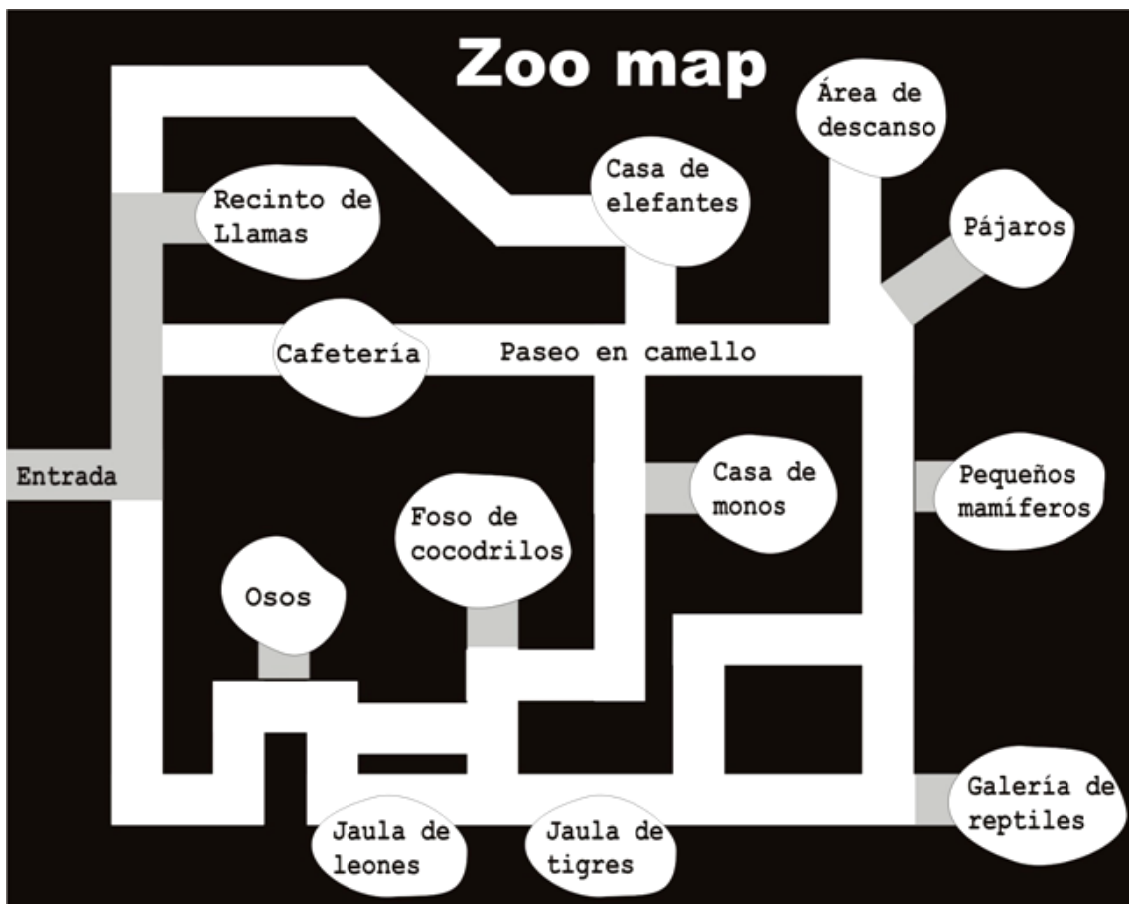 Zoo map
Área de
descanso
Casa de
elefantes
Recinto de
Llamas
Pájaros
Cafetería
Paseo en camello
Entrada
Casa de
monos
Pequeños
mamíferos
Foso de
cocodrilos
Osos
Galería de
reptiles
Jaula de
leones
Jaula de
tigres